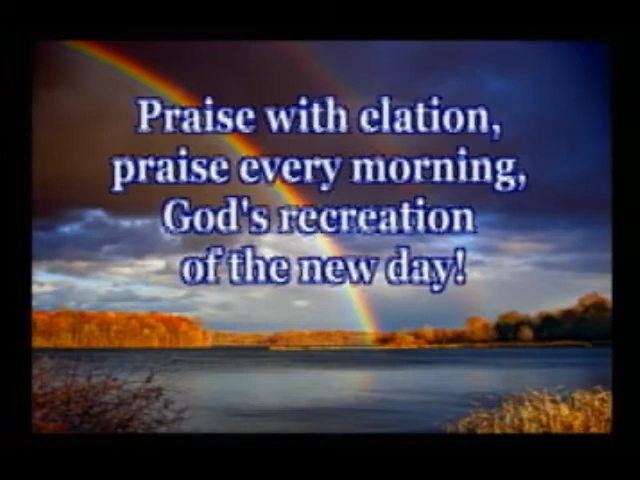 Praise with elation,
praise every morning,
God's recreation
of the new day!